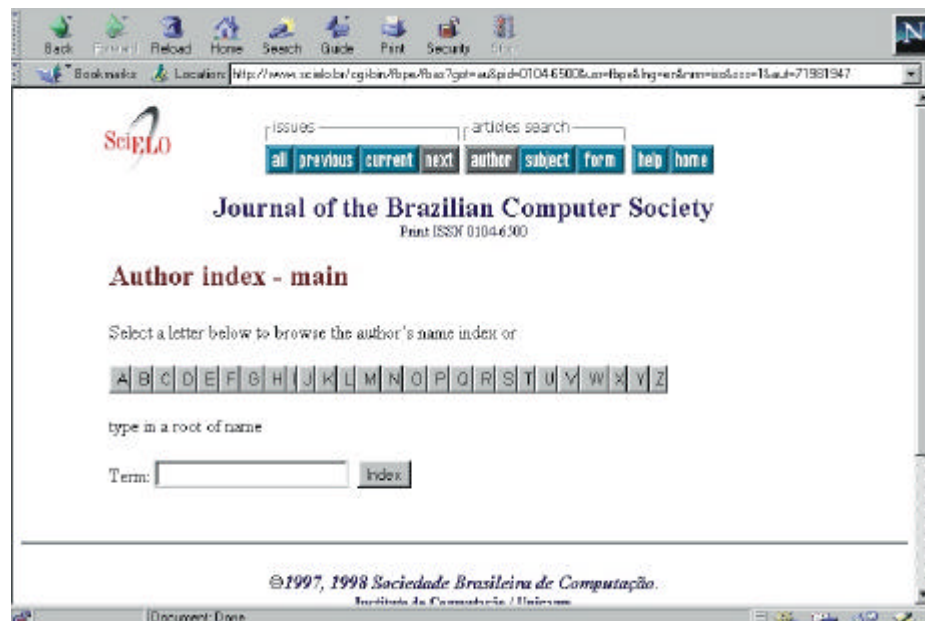 Back Forward Reload Home Search Guide Print Security Stop
Bookmarks Location:
SciELO
issues articles search
all previous current next author subject form help home
Journal of the Brazilian Computer Society
Print ISSN 0104-6500
Author index - main
Select a letter below to browse the author's name index or
A B C D E F G H I J K L M N O P Q R S T U V W X Y Z
type in a root of name
Term: Index
©1997, 1998 Sociedade Brasileira de Computação.
Document: Done